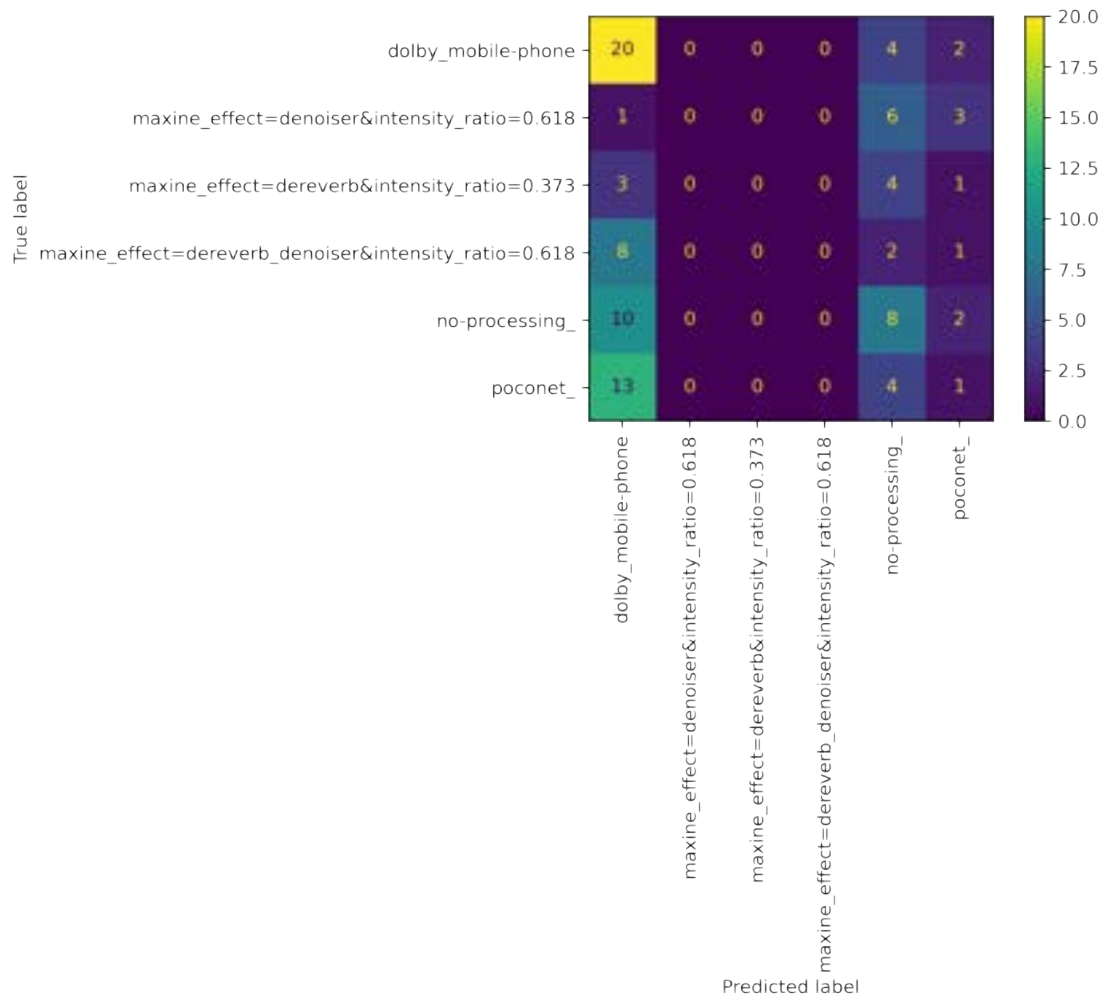 True label
dolby_mobile-phone
maxine_effect=denoiser&intensity_ratio=0.618
maxine_effect=dereverb&intensity_ratio=0.373
maxine_effect=dereverb_denoiser&intensity_ratio=0.618
no-processing_
poconet_
20 0 0 0 4 2
1 0 0 0 6 3
3 0 0 0 4 1
8 0 0 0 2 1
10 0 0 0 8 2
13 0 0 0 4 1
20.0
17.5
15.0
12.5
10.0
7.5
5.0
2.5
0.0
dolby_mobile-phone
maxine_effect=denoiser&intensity_ratio=0.618
maxine_effect=dereverb&intensity_ratio=0.373
maxine_effect=dereverb_denoiser&intensity_ratio=0.618
no-processing_
poconet_
Predicted label